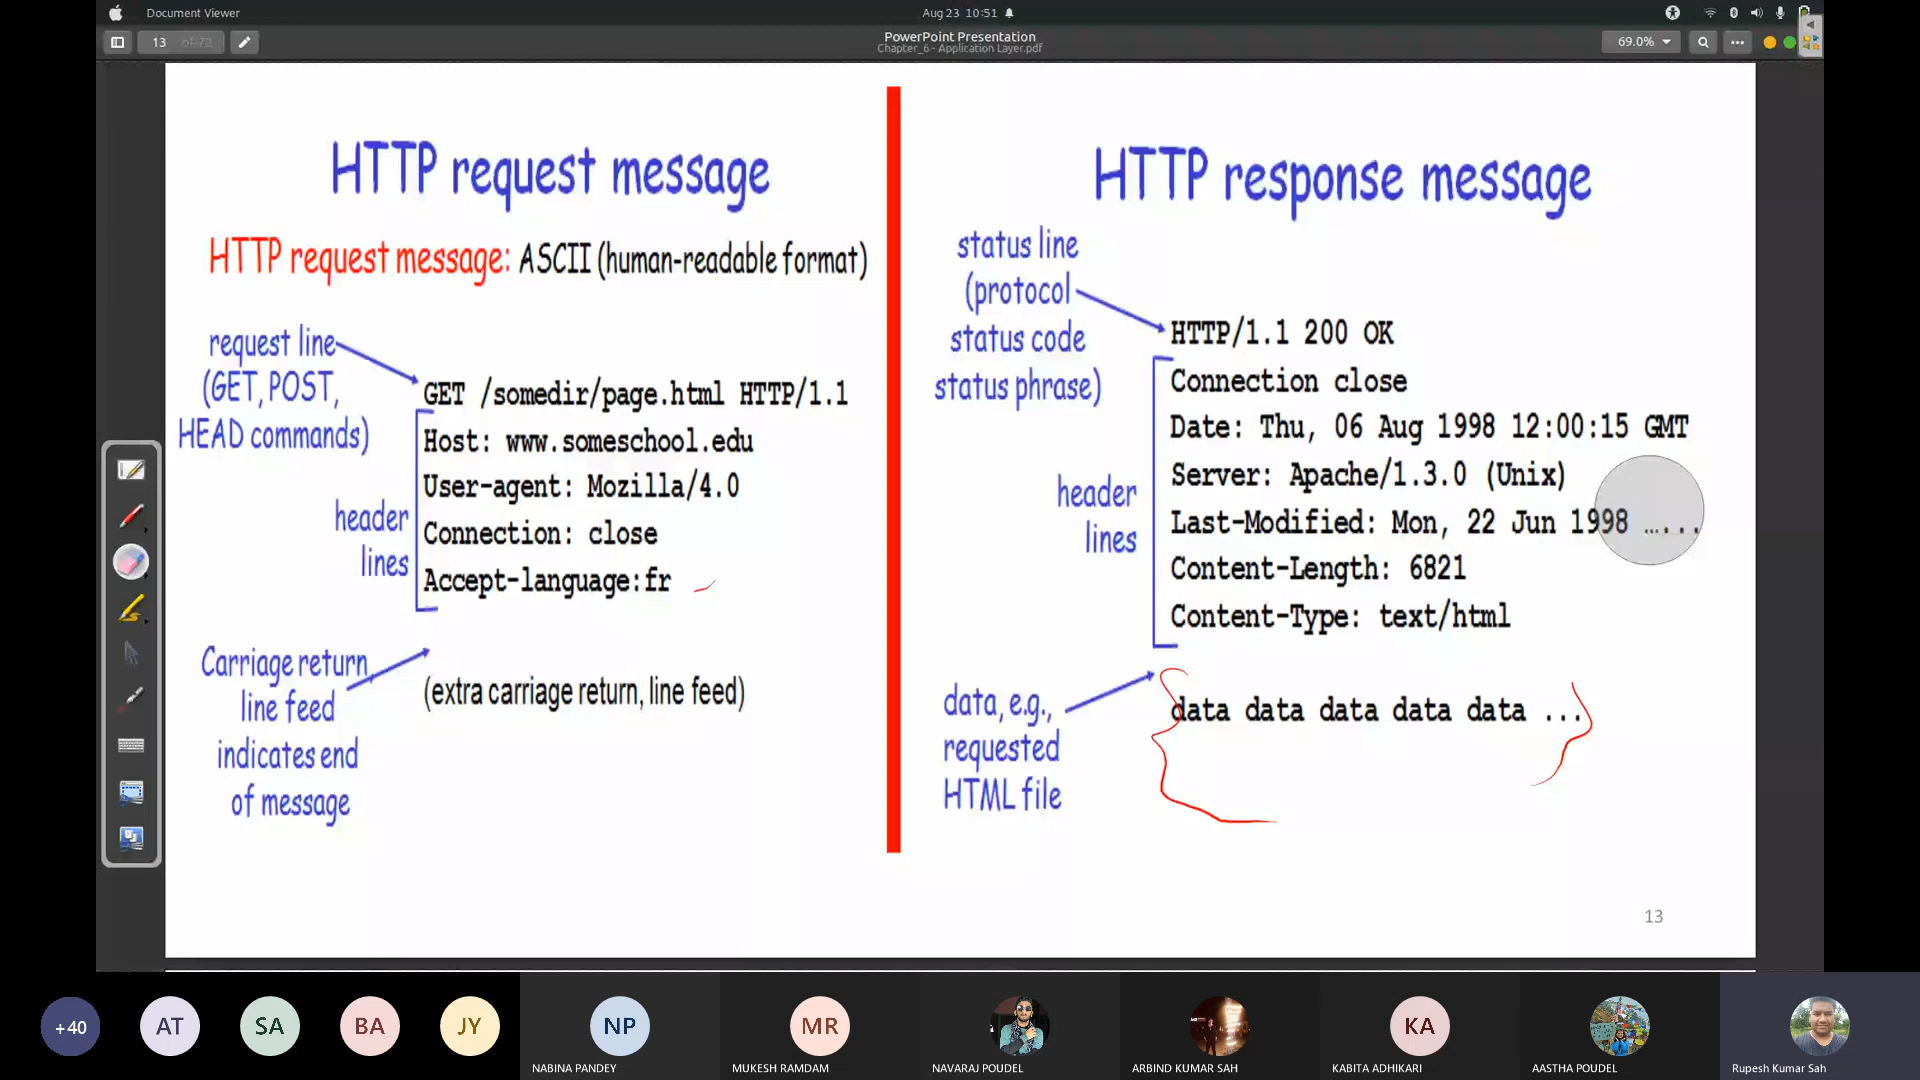 Document Viewer
Aug 23 10:51
13 of 72
PowerPoint Presentation
Chapter_6 - Application Layer.pdf
69.0%
HTTP request message
HTTP request message: ASCII (human-readable format)
request line
(GET, POST,
HEAD commands)
GET /somedir/page.html HTTP/1.1
Host: www.someschool.edu
User-agent: Mozilla/4.0
Connection: close
Accept-language:fr
header
lines
Carriage return,
line feed
indicates end
of message
(extra carriage return, line feed)
HTTP response message
status line
(protocol
status code
status phrase)
HTTP/1.1 200 OK
Connection close
Date: Thu, 06 Aug 1998 12:00:15 GMT
Server: Apache/1.3.0 (Unix)
Last-Modified: Mon, 22 Jun 1998 ......
Content-Length: 6821
Content-Type: text/html
header
lines
data, e.g.,
requested
HTML file
data data data data data ...
13
+40
AT
SA
BA
JY
NP
NABINA PANDEY
MR
MUKESH RAMDAM
NAVARAJ POUDEL
ARBIND KUMAR SAH
KA
KABITA ADHIKARI
AASTHA POUDEL
Rupesh Kumar Sah